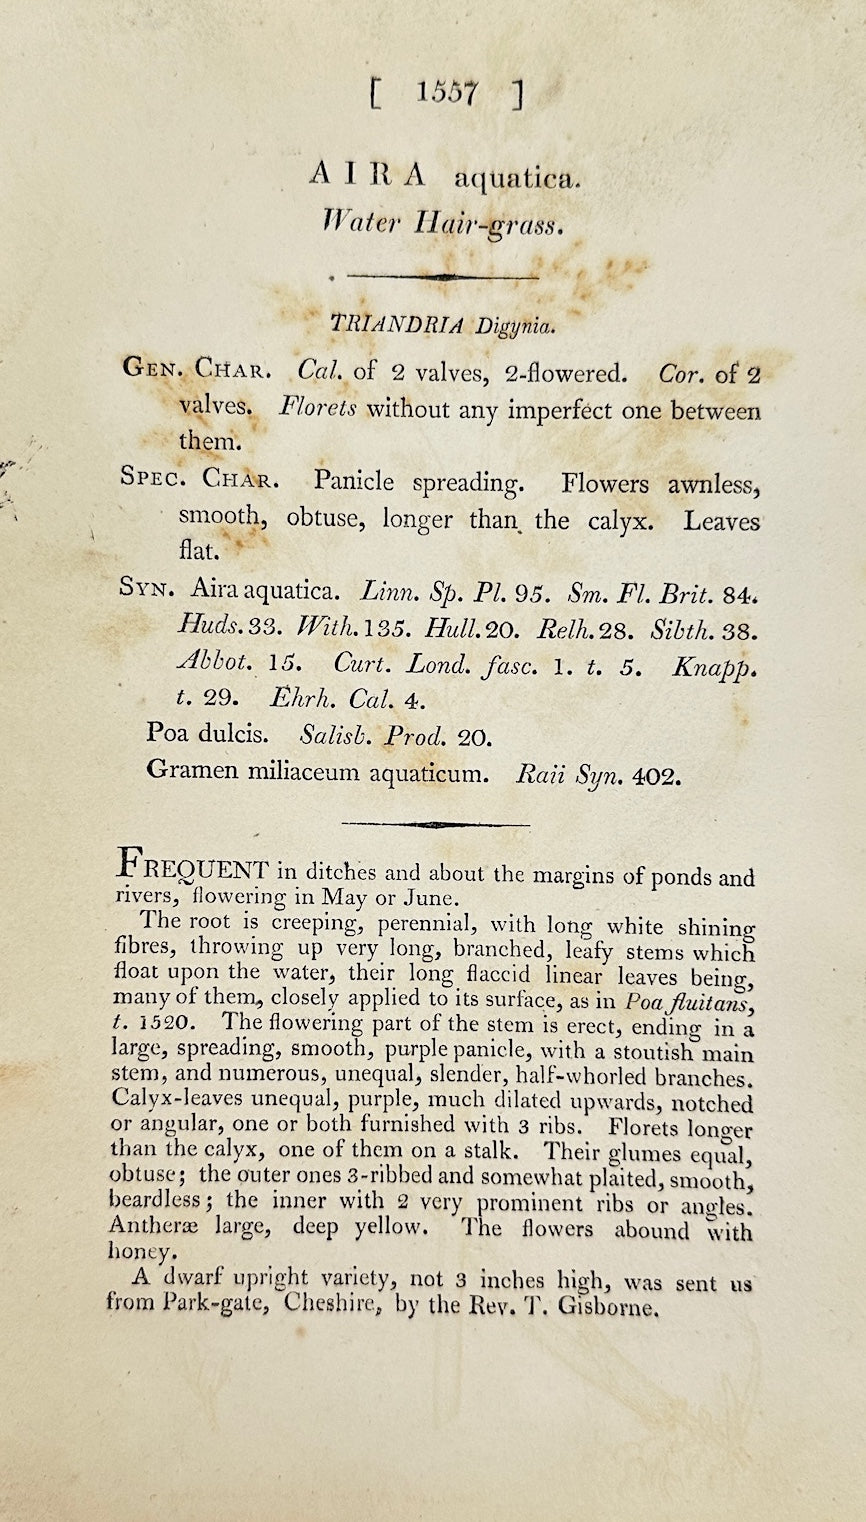 [ 1557 ]
AIRA aquatica.
Water Hair-grass.
TRIANDRIA Digynia.
GEN. CHAR. Cal. of 2 valves, 2-flowered. Cor. of 2
valves. Florets without any imperfect one between
them.
SPEC. CHAR. Panicle spreading. Flowers awnless,
smooth, obtuse, longer than the calyx. Leaves
flat.
SYN. Aira aquatica. Linn. Sp. Pl. 95. Sm. Fl. Brit. 84.
Huds. 33. With. 135. Hull. 20. Relh. 28. Sibth. 38.
Abbot. 15. Curt. Lond. fasc. 1. t. 5. Knapp.
t. 29. Ehrh. Cal. 4.
Poa dulcis. Salisb. Prod. 20.
Gramen miliaceum aquaticum. Raii Syn. 402.
FREQUENT in ditches and about the margins of ponds and
rivers, flowering in May or June.
The root is creeping, perennial, with long white shining
fibres, throwing up very long, branched, leafy stems which
float upon the water, their long flaccid linear leaves being,
many of them, closely applied to its surface, as in Poa fluitans,
t. 1520. The flowering part of the stem is erect, ending in a
large, spreading, smooth, purple panicle, with a stoutish main
stem, and numerous, unequal, slender, half-whorled branches.
Calyx-leaves unequal, purple, much dilated upwards, notched
or angular, one or both furnished with 3 ribs. Florets longer
than the calyx, one of them on a stalk. Their glumes equal,
obtuse; the outer ones 3-ribbed and somewhat plaited, smooth,
beardless; the inner with 2 very prominent ribs or angles.
Antheræ large, deep yellow. The flowers abound with
honey.
A dwarf upright variety, not 3 inches high, was sent us
from Park-gate, Cheshire, by the Rev. T. Gisborne.